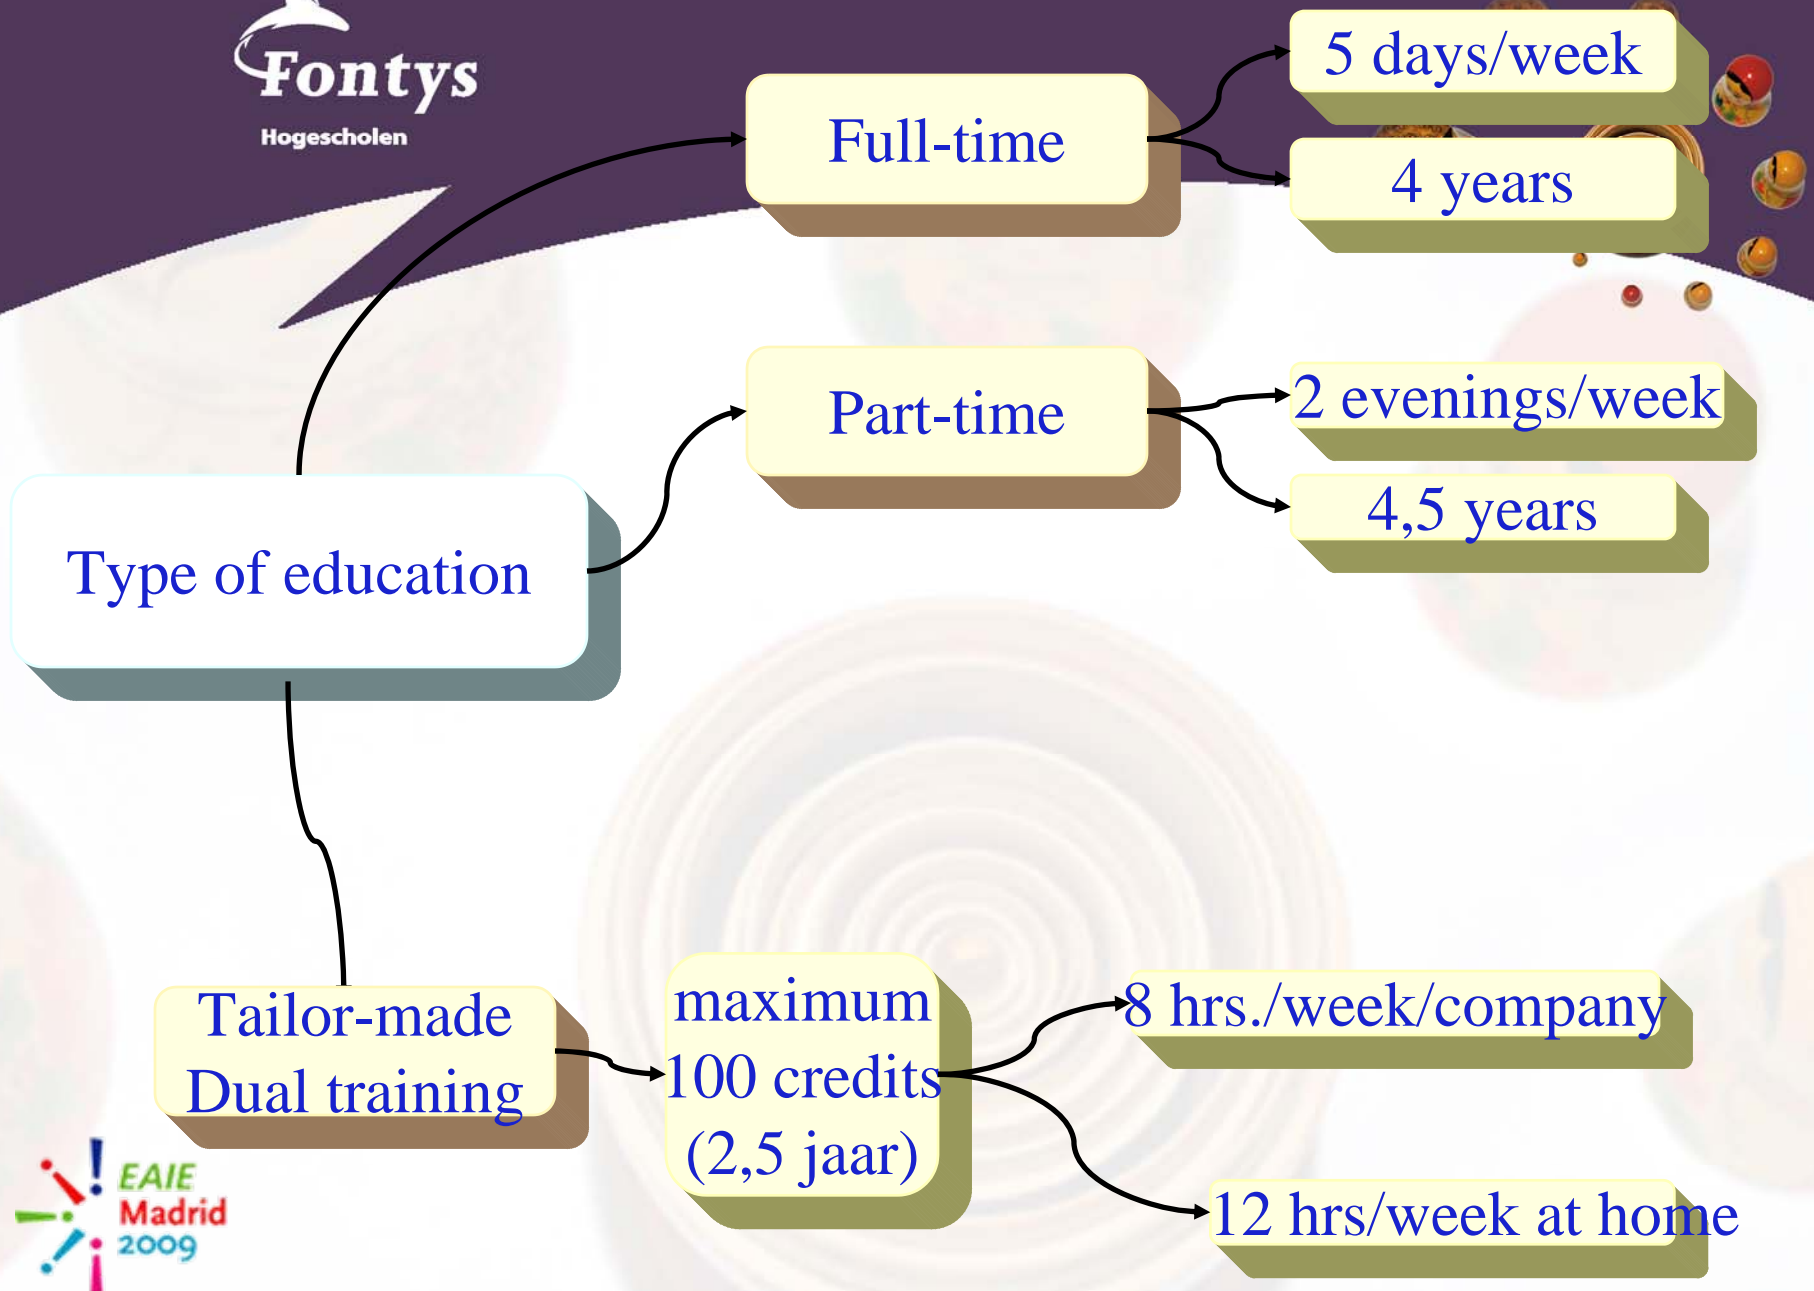 Fontys
Hogescholen
Full-time
5 days/week
4 years
Part-time
2 evenings/week
4,5 years
Type of education
Tailor-made
Dual training
maximum
100 credits
(2,5 jaar)
8 hrs./week/company
12 hrs/week at home
EAIE
Madrid
2009